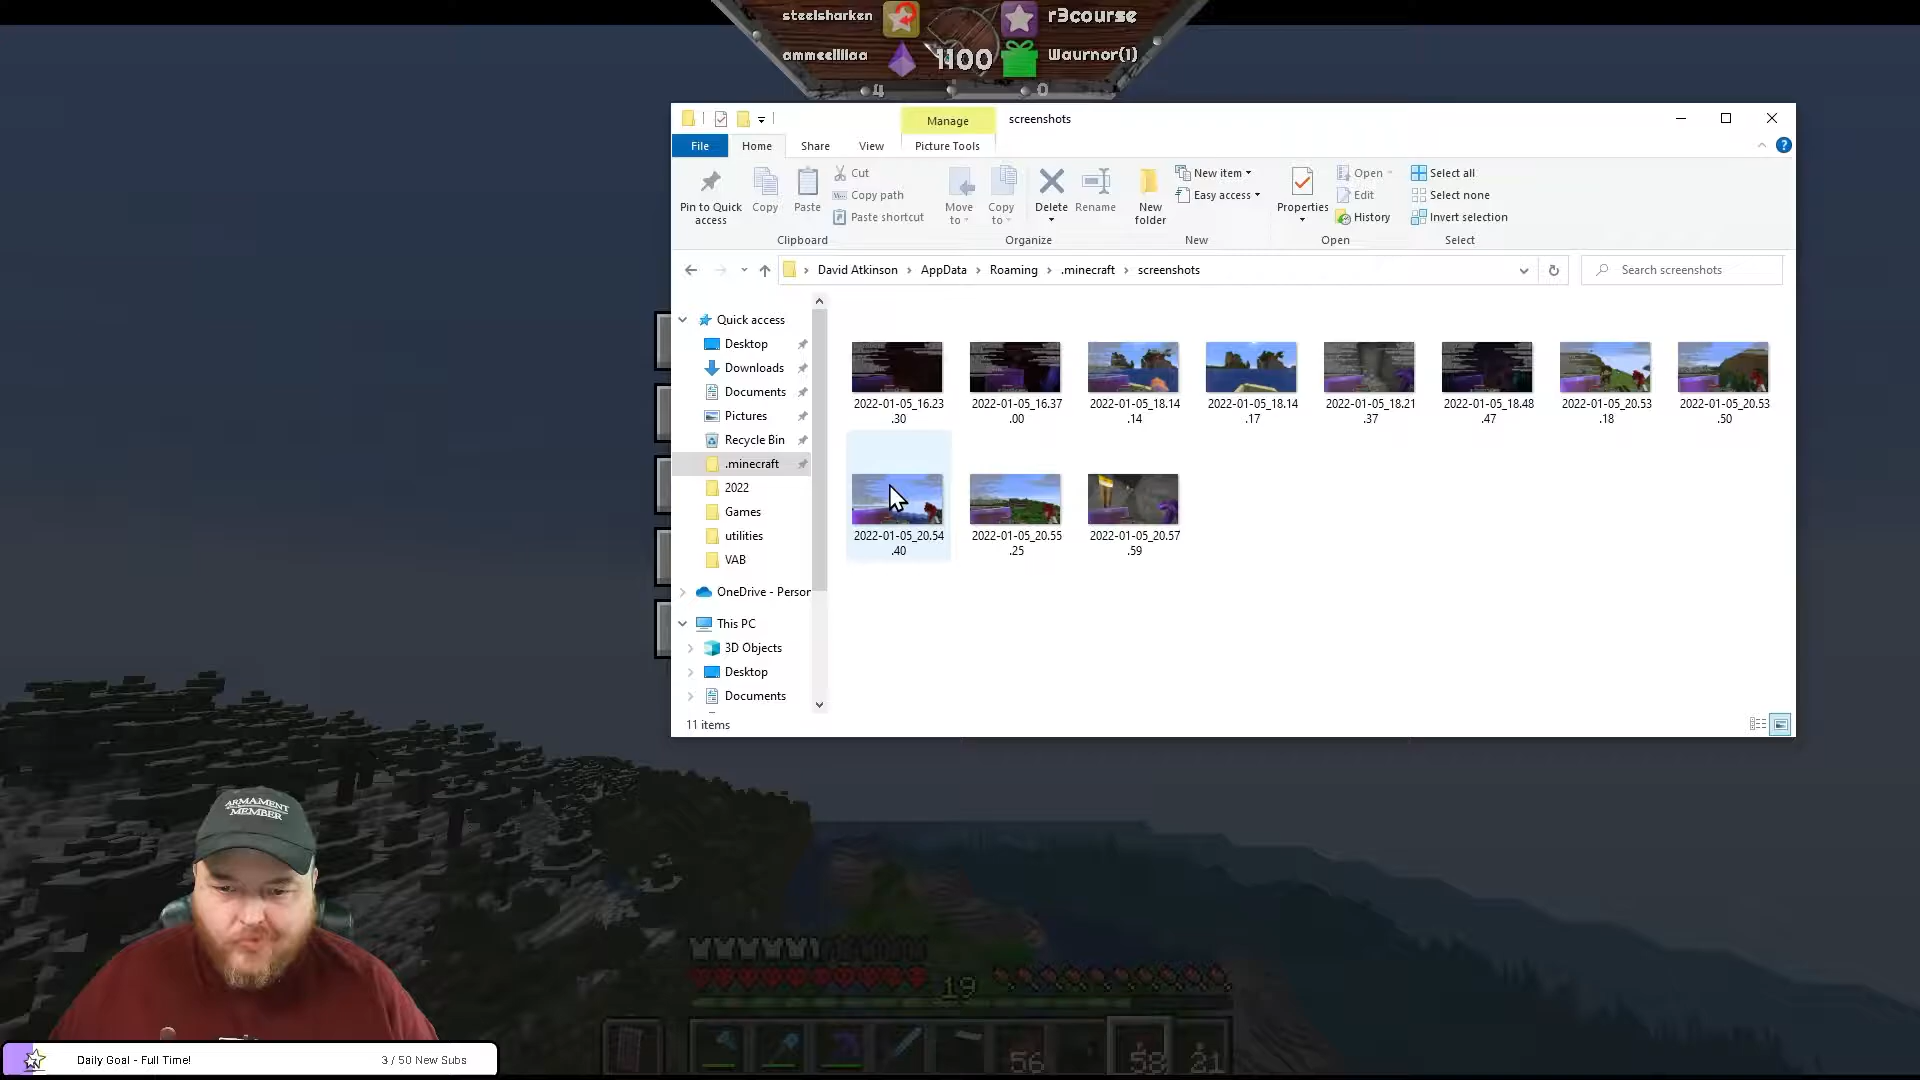 steelsharken
r3course
ammeelliiaa
1100
Waurnor(1)
4
0
Manage
screenshots
File
Home
Share
View
Picture Tools
Pin to Quick access
Copy
Paste
Cut
Copy path
Paste shortcut
Clipboard
Move to
Copy to
Delete
Rename
Organize
New folder
New item
Easy access
New
Properties
Open
Edit
History
Open
Select all
Select none
Invert selection
Select
David Atkinson
AppData
Roaming
.minecraft
screenshots
Search screenshots
Quick access
Desktop
Downloads
Documents
Pictures
Recycle Bin
.minecraft
2022
Games
utilities
VAB
OneDrive - Person
This PC
3D Objects
Desktop
Documents
2022-01-05_16.23
.30
2022-01-05_16.37
.00
2022-01-05_18.14
.14
2022-01-05_18.14
.17
2022-01-05_18.21
.37
2022-01-05_18.48
.47
2022-01-05_20.53
.18
2022-01-05_20.53
.50
2022-01-05_20.54
.40
2022-01-05_20.55
.25
2022-01-05_20.57
.59
11 items
ARMAMENT
MEMBER
19
56
58
21
Daily Goal - Full Time!
3 / 50 New Subs